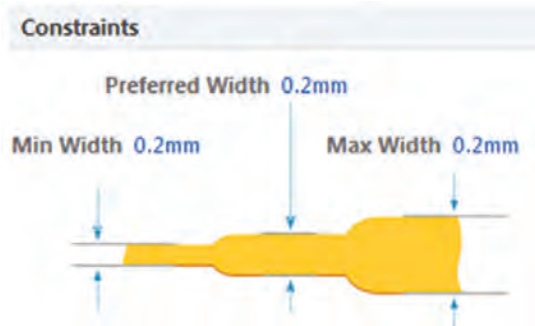 Constraints
Preferred Width 0.2mm
Min Width 0.2mm
Max Width 0.2mm